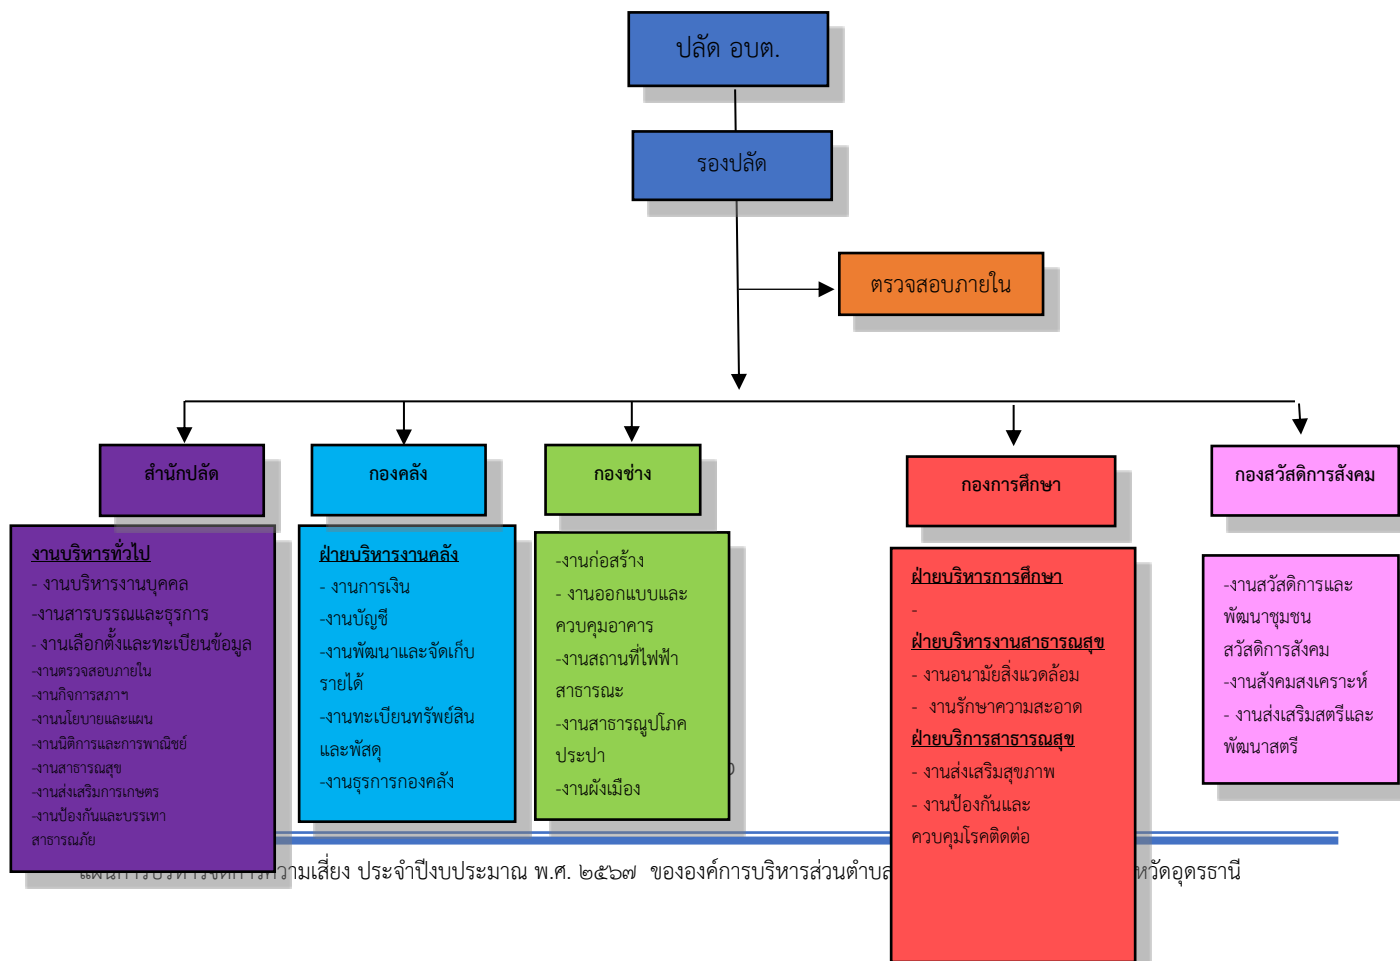 ปลัด อบต.
รองปลัด
ตรวจสอบภายใน
สำนักปลัด
งานบริหารทั่วไป
- งานบริหารงานบุคคล
-งานสารบรรณและธุรการ
- งานเลือกตั้งและทะเบียนข้อมูล
-งานตรวจสอบภายใน
-งานกิจการสภาฯ
-งานนโยบายและแผน
-งานนิติการและการพาณิชย์
-งานสาธารณสุข
-งานส่งเสริมการเกษตร
-งานป้องกันและบรรเทา
สาธารณภัย
กองคลัง
ฝ่ายบริหารงานคลัง
- งานการเงิน
-งานบัญชี
-งานพัฒนาและจัดเก็บ
รายได้
-งานทะเบียนทรัพย์สิน
และพัสดุ
-งานธุรการกองคลัง
กองช่าง
-งานก่อสร้าง
- งานออกแบบและ
ควบคุมอาคาร
-งานสถานที่ไฟฟ้า
สาธารณะ
-งานสาธารณูปโภค
ประปา
-งานผังเมือง
กองการศึกษา
ฝ่ายบริหารการศึกษา
-
ฝ่ายบริหารงานสาธารณสุข
- งานอนามัยสิ่งแวดล้อม
- งานรักษาความสะอาด
ฝ่ายบริการสาธารณสุข
- งานส่งเสริมสุขภาพ
- งานป้องกันและ
ควบคุมโรคติดต่อ
กองสวัสดิการสังคม
-งานสวัสดิการและ
พัฒนาชุมชน
สวัสดิการสังคม
-งานสังคมสงเคราะห์
- งานส่งเสริมสตรีและ
พัฒนาสตรี
แผนการบริหารจัดการความเสี่ยง ประจำปีงบประมาณ พ.ศ. ๒๕๖๗ ขององค์การบริหารส่วนตำบล หวัดอุดรธานี